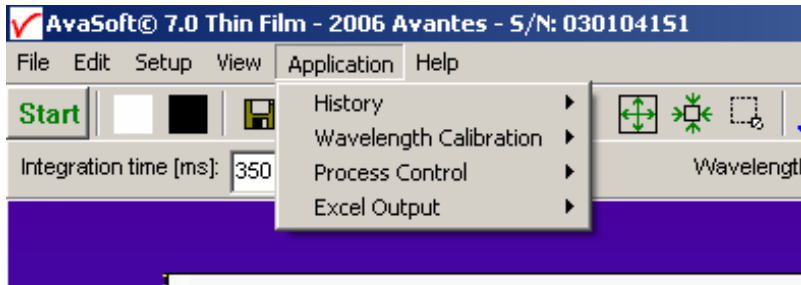 AvaSoft© 7.0 Thin Film - 2006 Avantes - S/N: 0301041S1
File Edit Setup View Application Help
Start
History
Wavelength Calibration
Process Control
Excel Output
Integration time [ms]: 350